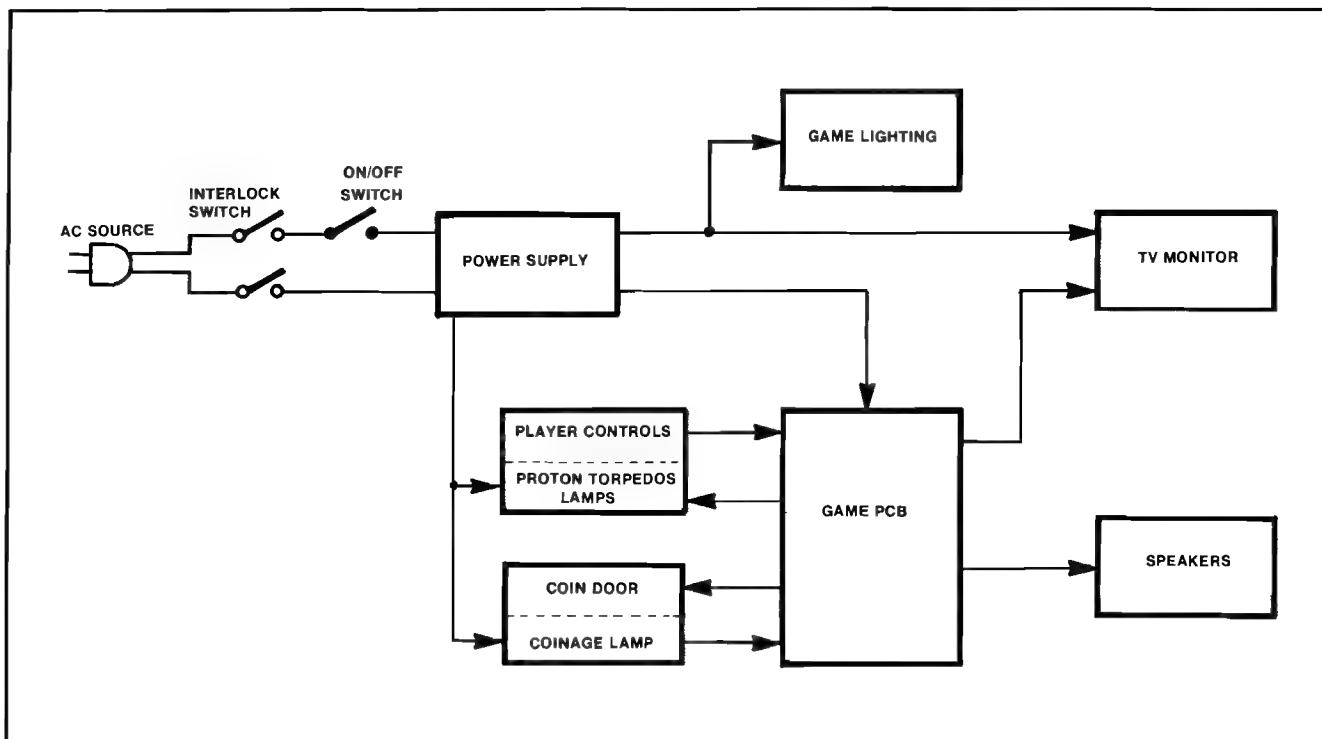 GAME LIGHTING
ON/OFF
SWITCH
INTERLOCK
SWITCH
AC SOURCE
POWER SUPPLY
TV MONITOR
PLAYER CONTROLS
PROTON TORPEDOS
LAMPS
GAME PCB
COIN DOOR
COINAGE LAMP
SPEAKERS